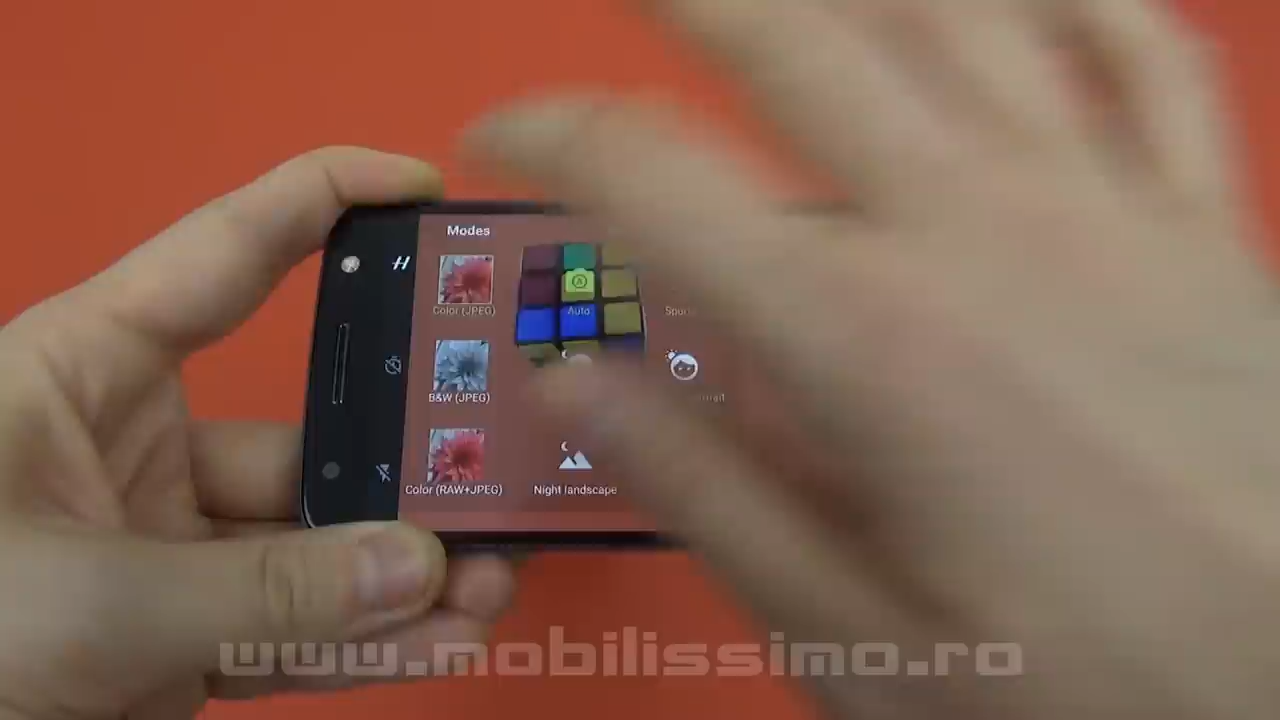 Modes
H
Color (JPEG)
Auto
B&W (JPEG)
Color (RAW+JPEG)
Night landscape
www.mobilissimo.ro